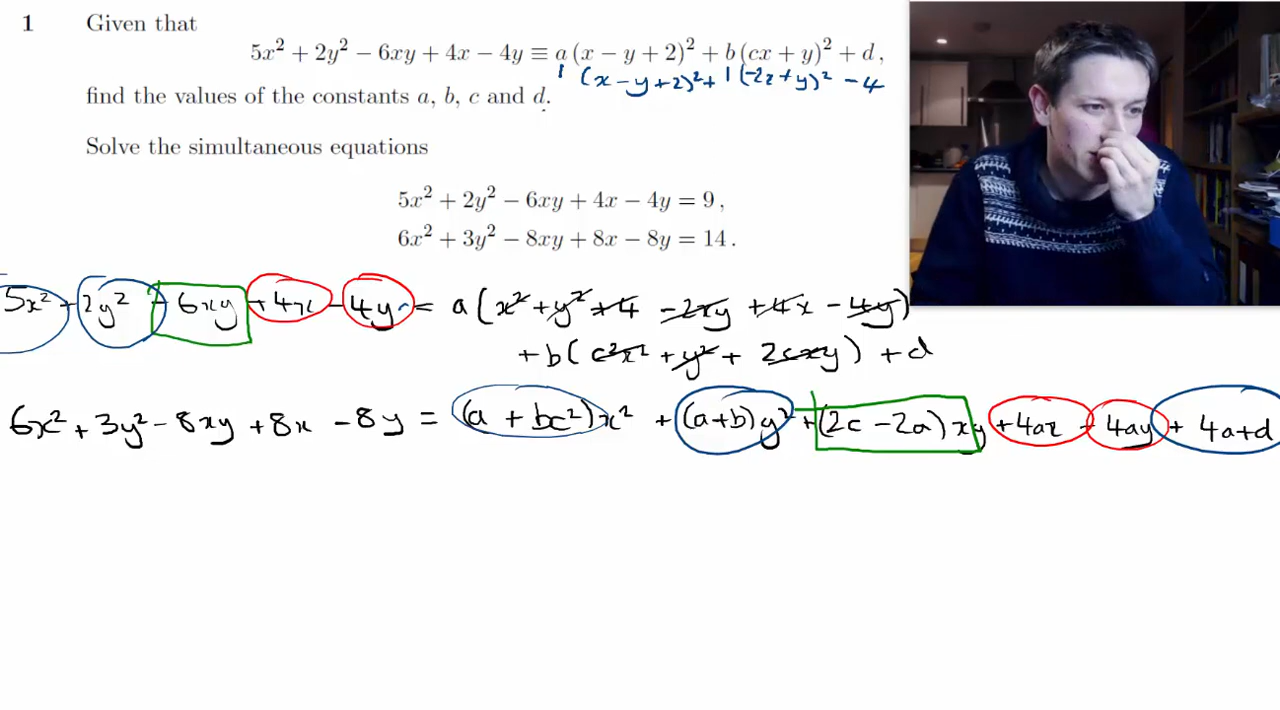 1 Given that
5x² + 2y² − 6xy + 4x − 4y ≡ a (x − y + 2)² + b (cx + y)² + d ,
1 (x − y + 2)² + 1 (−2x + y)² − 4
find the values of the constants a, b, c and d.
Solve the simultaneous equations
5x² + 2y² − 6xy + 4x − 4y = 9 ,
6x² + 3y² − 8xy + 8x − 8y = 14 .
5x² + 2y² − 6xy + 4x − 4y = a (x² + y² + 4 − 2xy + 4x − 4y)
+ b ( c²x² + y² + 2cxy ) + d
6x² + 3y² − 8xy + 8x − 8y = (a + bc²)x² + (a+b)y² + (2c − 2a)xy + 4ax − 4ay + 4a+d